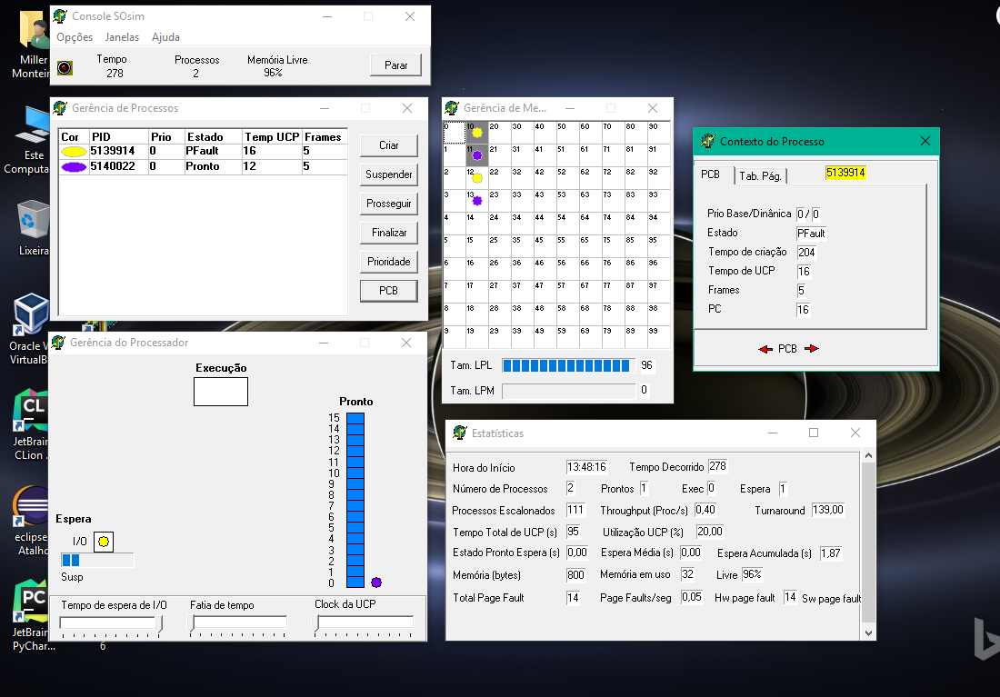 Console SOsim
Opções Janelas Ajuda
Tempo Processos Memória Livre
278 2 96% Parar
Gerência de Processos
Cor PID Prio Estado Temp UCP Frames
5139914 0 PFault 16 5
5140022 0 Pronto 12 5
Criar
Suspender
Prosseguir
Finalizar
Prioridade
PCB
Gerência de Me...
0 10 20 30 40 50 60 70 80 90
1 11 21 31 41 51 61 71 81 91
2 12 22 32 42 52 62 72 82 92
3 13 23 33 43 53 63 73 83 93
4 14 24 34 44 54 64 74 84 94
5 15 25 35 45 55 65 75 85 95
6 16 26 36 46 56 66 76 86 96
7 17 27 37 47 57 67 77 87 97
8 18 28 38 48 58 68 78 88 98
9 19 29 39 49 59 69 79 89 99
Tam. LPL 96
Tam. LPM 0
Contexto do Processo
PCB Tab. Pág. 5139914
Prio Base/Dinâmica 0 / 0
Estado PFault
Tempo de criação 204
Tempo de UCP 16
Frames 5
PC 16
PCB
Gerência do Processador
Execução
Pronto
15
14
13
12
11
10
9
8
7
6
5
4
3
2
1
0
Espera
I/O
Susp
Tempo de espera de I/O Fatia de tempo Clock da UCP
Estatísticas
Hora do Início 13:48:16 Tempo Decorrido 278
Número de Processos 2 Prontos 1 Exec 0 Espera 1
Processos Escalonados 111 Throughput (Proc/s) 0,40 Turnaround 139,00
Tempo Total de UCP (s) 95 Utilização UCP (%) 20,00
Estado Pronto Espera (s) 0,00 Espera Média (s) 0,00 Espera Acumulada (s) 1,87
Memória (bytes) 800 Memória em uso 32 Livre 96%
Total Page Fault 14 Page Faults/seg 0,05 Hw page fault 14 Sw page fault
Miller
Monteir
Este
Computa
Lixeira
Oracle V
VirtualB
CL
JetBrain
CLion .
eclipse
Atalho
PC
JetBrain
PyChar...
6